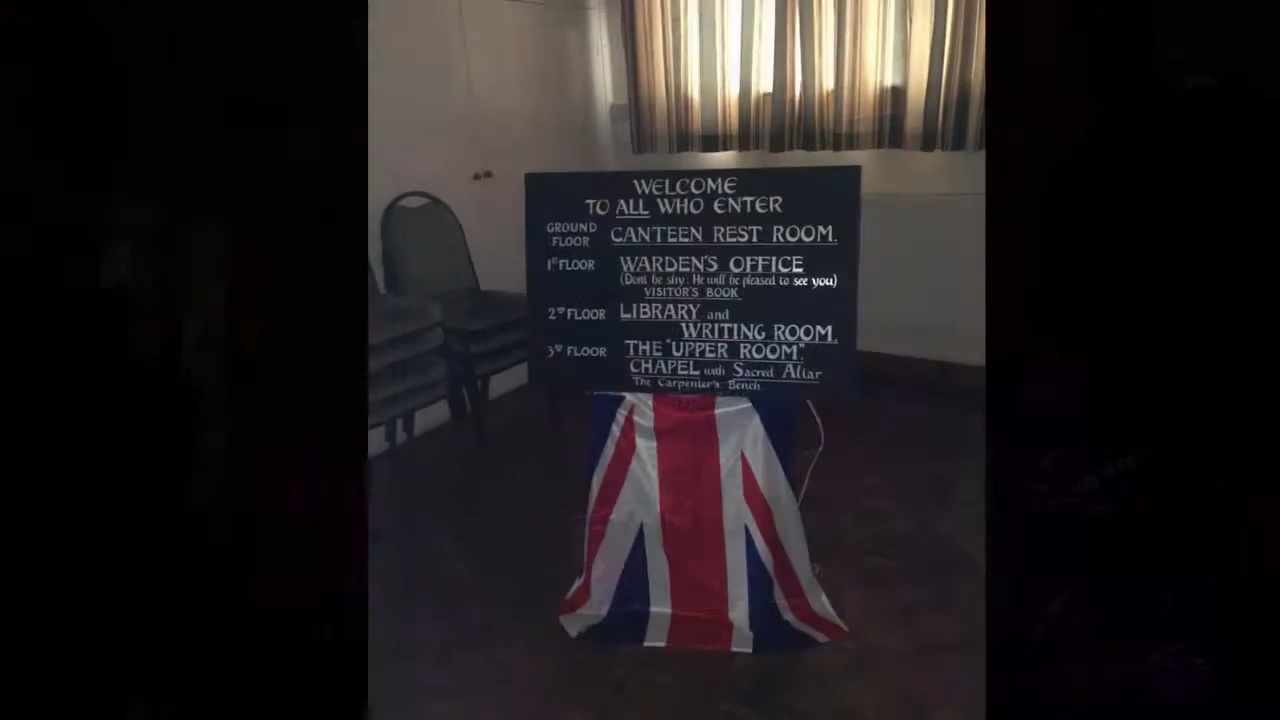 WELCOME
TO ALL WHO ENTER
GROUND FLOOR CANTEEN REST ROOM.
1ST FLOOR WARDEN'S OFFICE
(Dont be shy: He will be pleased to see you)
VISITOR'S BOOK
2ND FLOOR LIBRARY and
WRITING ROOM.
3RD FLOOR THE "UPPER ROOM".
CHAPEL with Sacred Altar
The Carpenter's Bench